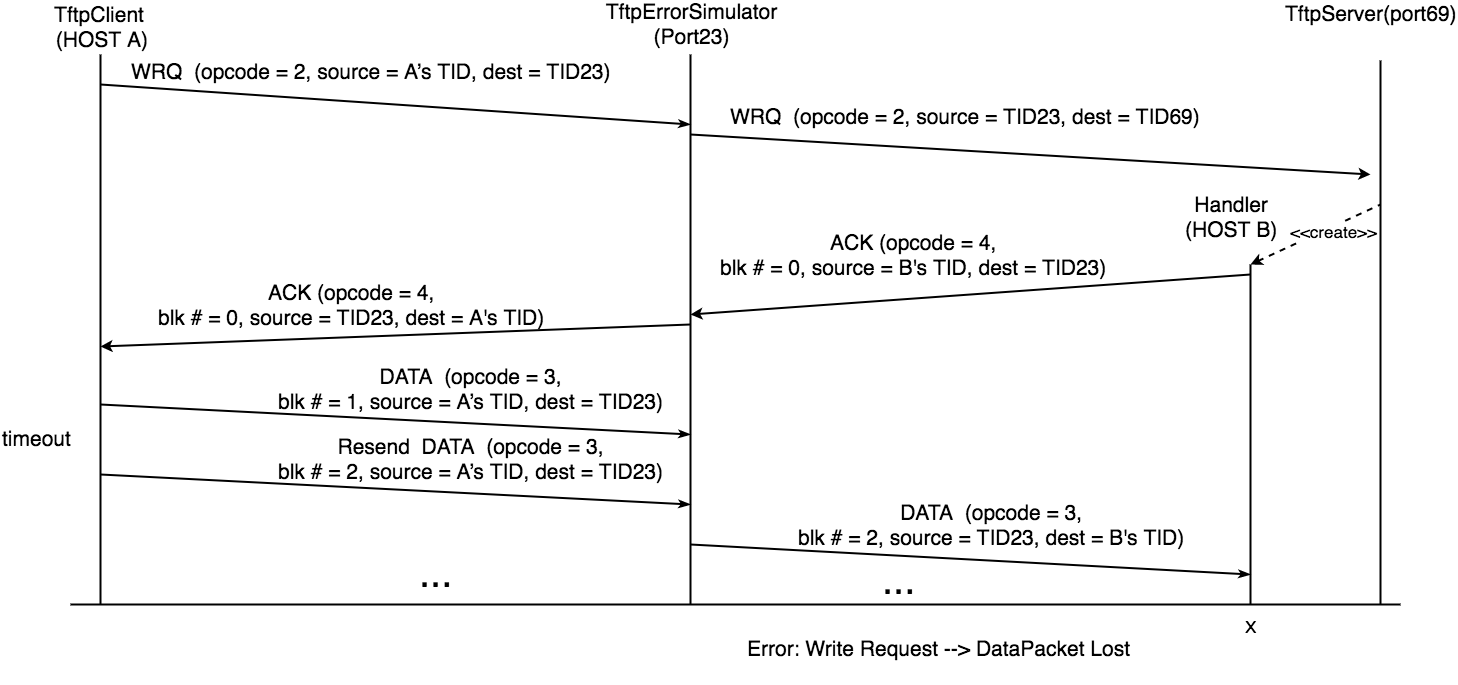 TftpClient
(HOST A)
TftpErrorSimulator
(Port23)
TftpServer(port69)
WRQ (opcode = 2, source = A’s TID, dest = TID23)
WRQ (opcode = 2, source = TID23, dest = TID69)
Handler
(HOST B)
<<create>>
ACK (opcode = 4,
blk # = 0, source = B's TID, dest = TID23)
ACK (opcode = 4,
blk # = 0, source = TID23, dest = A's TID)
DATA (opcode = 3,
blk # = 1, source = A’s TID, dest = TID23)
timeout
Resend DATA (opcode = 3,
blk # = 2, source = A’s TID, dest = TID23)
DATA (opcode = 3,
blk # = 2, source = TID23, dest = B's TID)
...
...
x
Error: Write Request --> DataPacket Lost